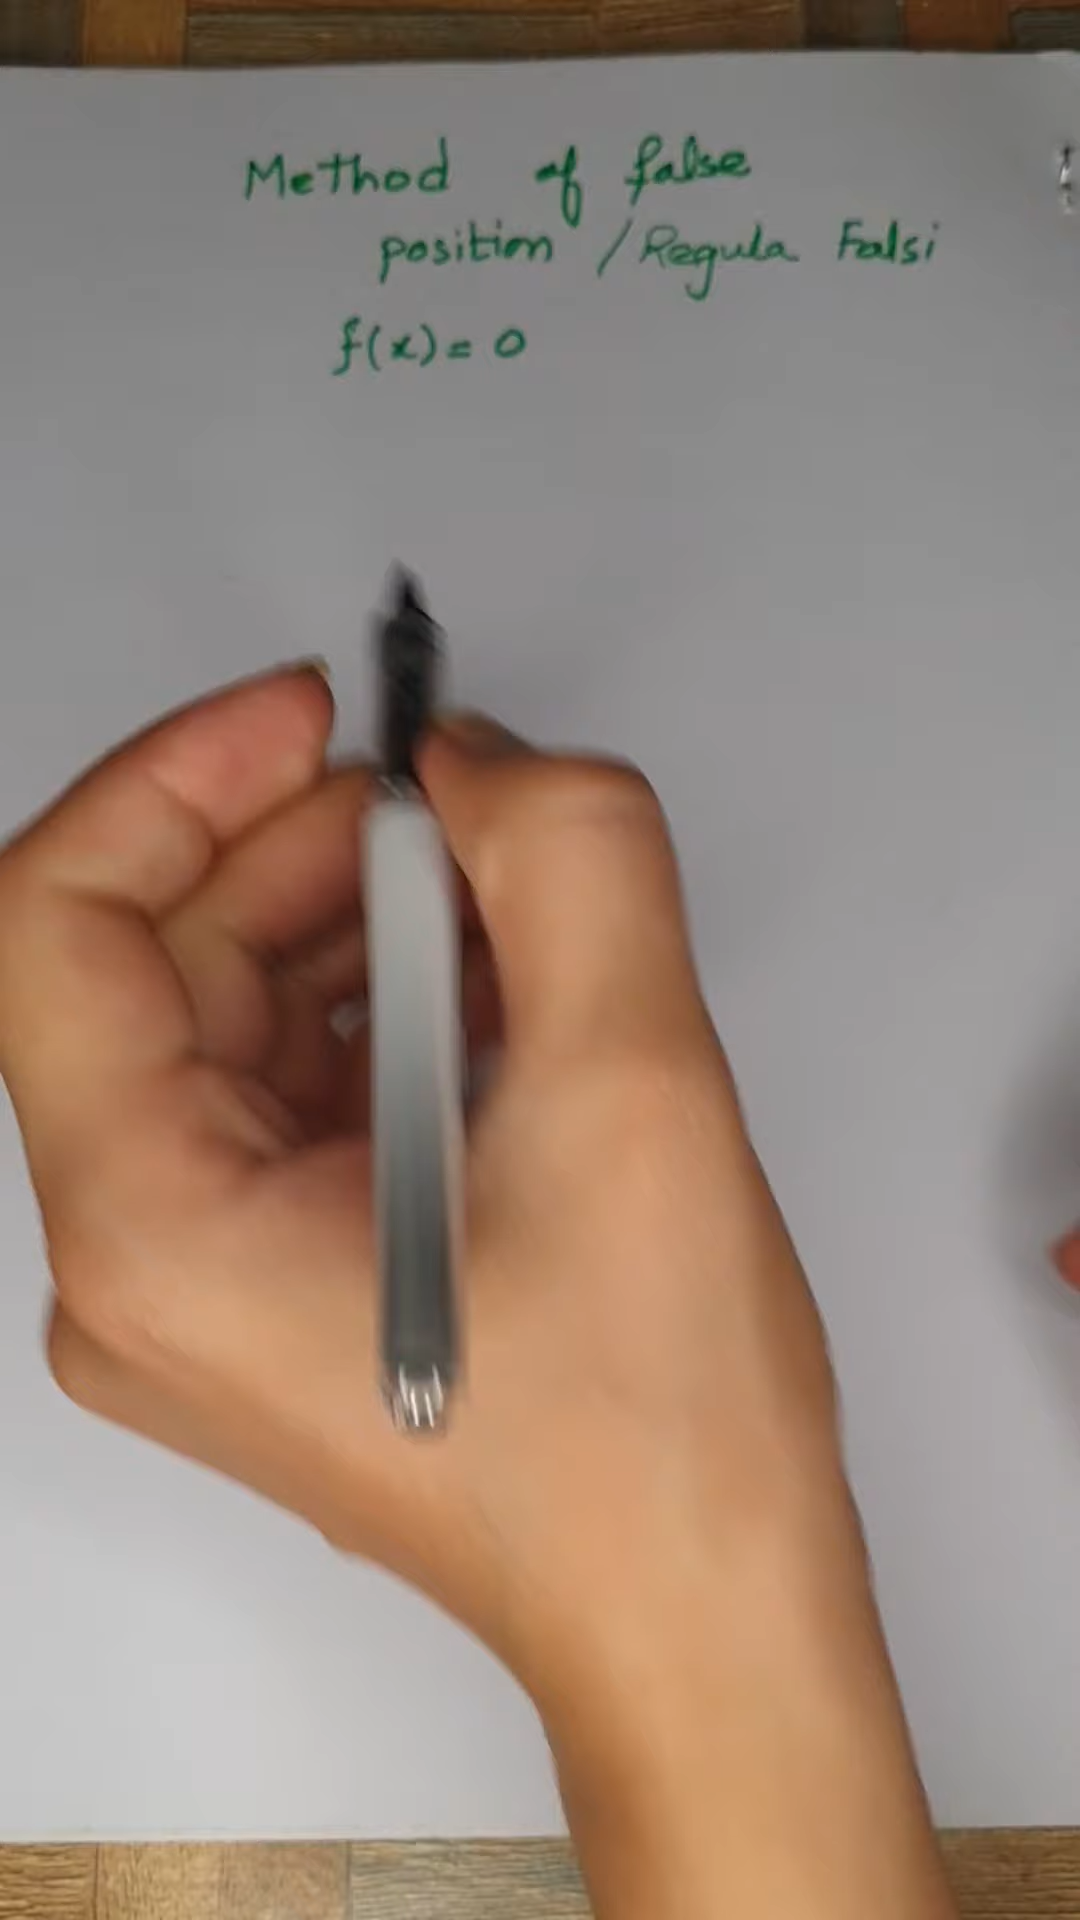 Method of false
position / Regula Falsi
f(x) = 0